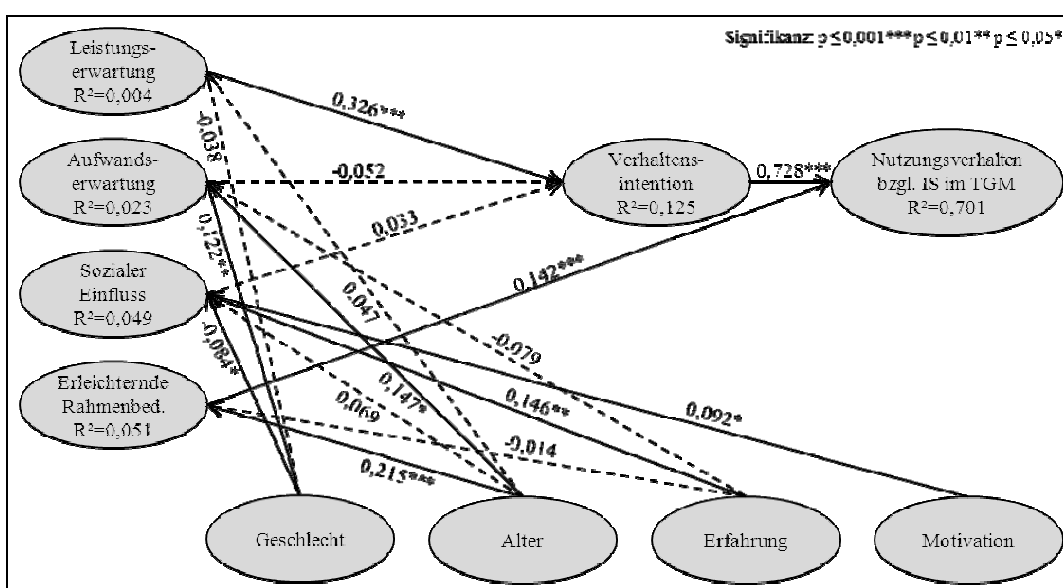 Signifikanz: p ≤ 0,001*** p ≤ 0,01** p ≤ 0,05*
Leistungs-
erwartung
R²=0,004
0,326***
-0,038
Aufwands-
erwartung
R²=0,023
-0,052
Verhaltens-
intention
R²=0,125
0,728***
Nutzungsverhalten
bzgl. IS im TGM
R²=0,701
0,033
0,122**
Sozialer
Einfluss
R²=0,049
0,142***
0,047
-0,084*
-0,079
Erleichternde
Rahmenbed.
R²=0,051
0,147*
0,069
0,146**
0,092*
-0,014
0,215***
Geschlecht
Alter
Erfahrung
Motivation